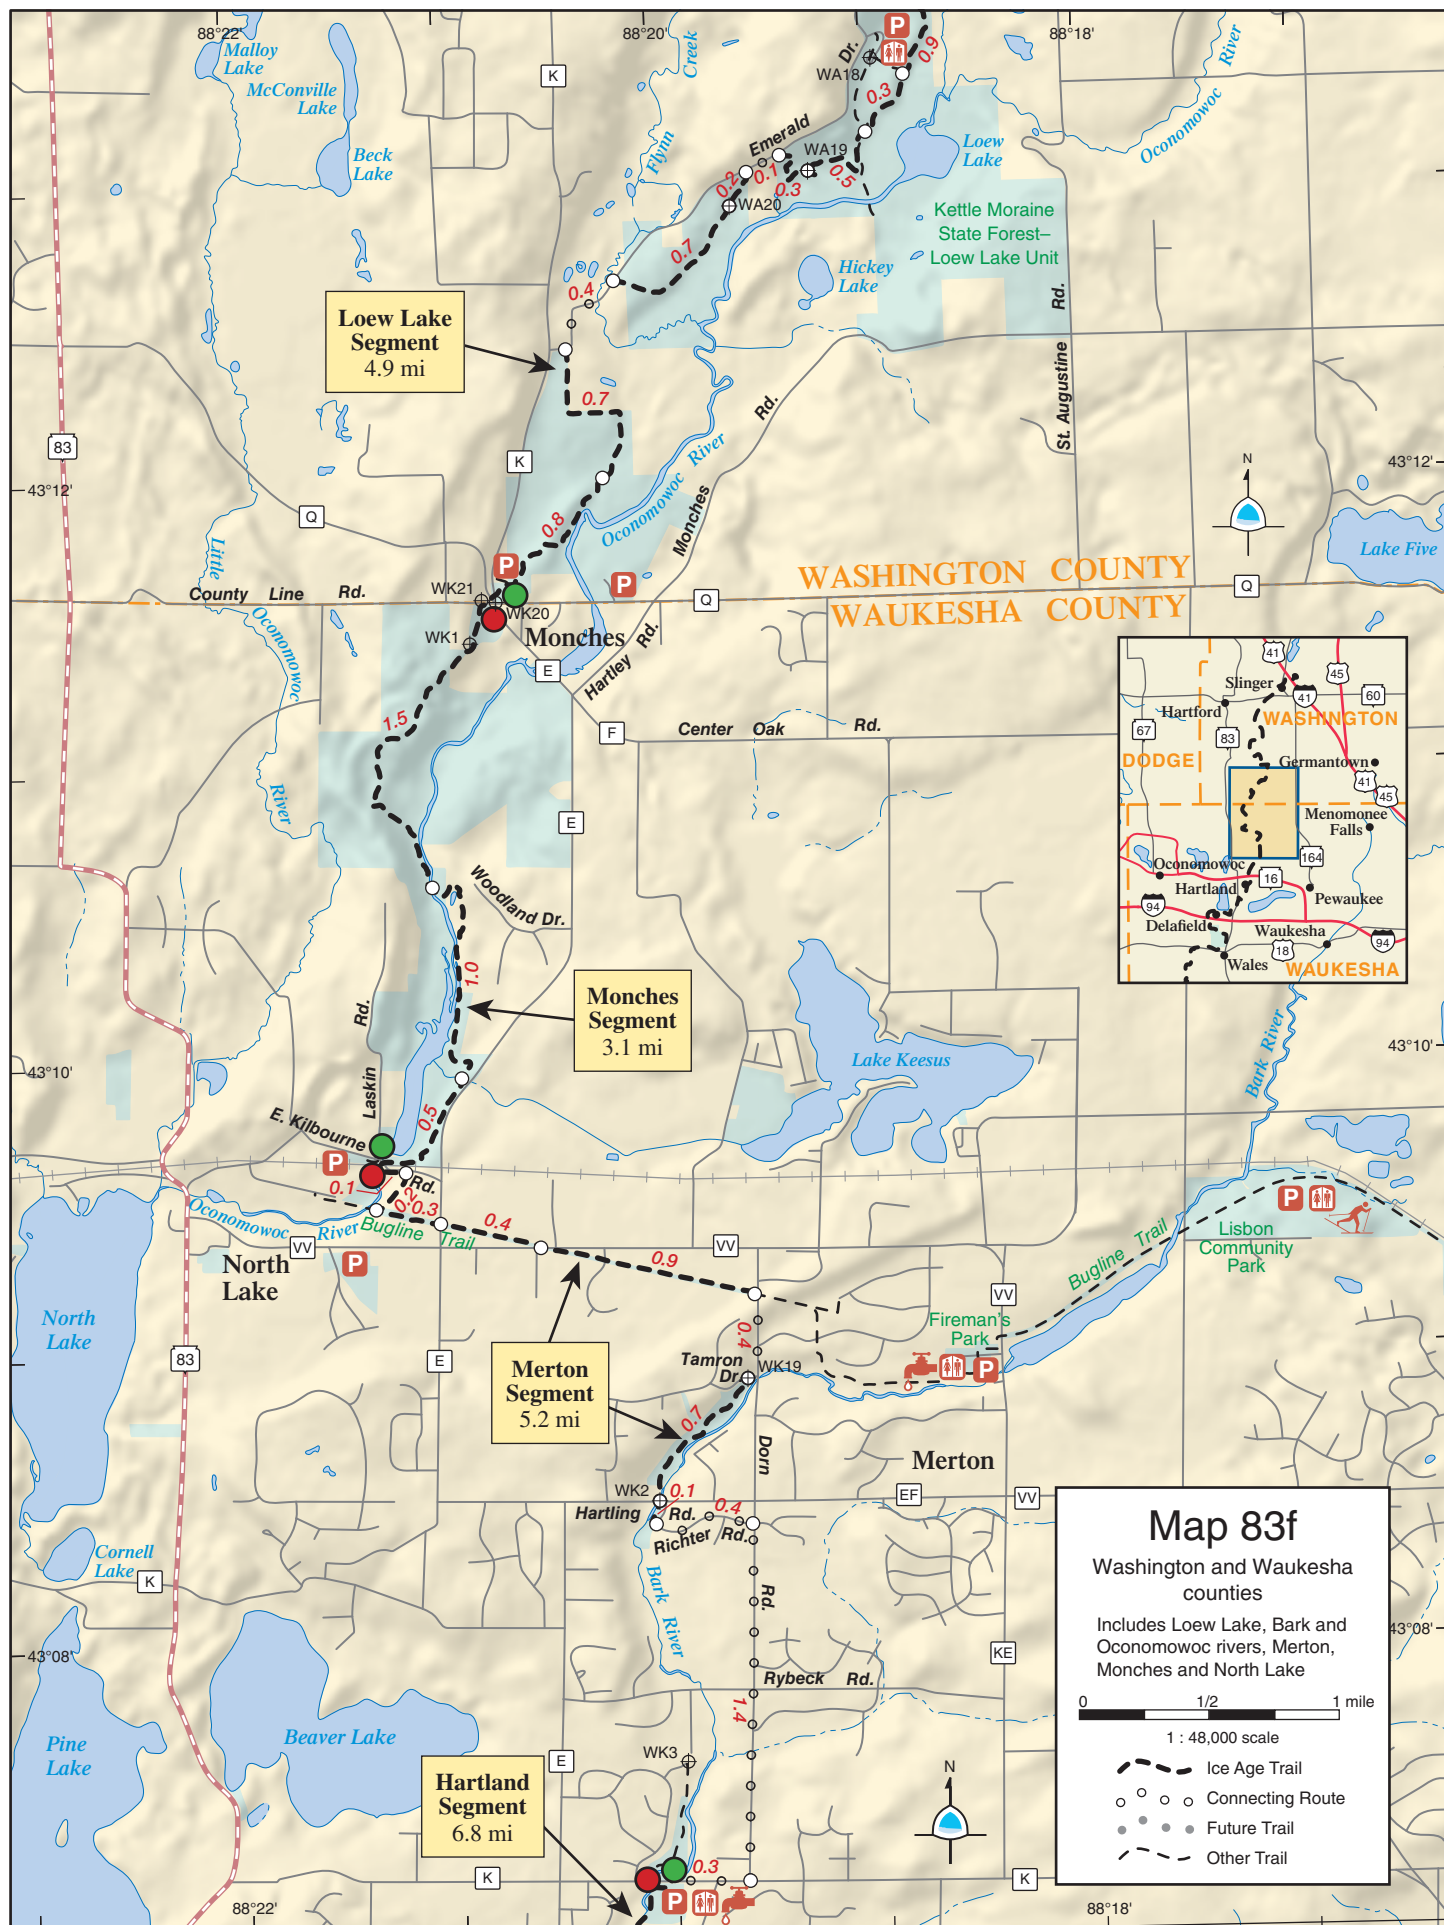 88°22'
88°20'
88°18'
Malloy
Lake
McConville
Lake
Beck
Lake
K
Flynn
Creek
Dr.
P
WA18
0.9
0.3
Emerald
WA19
0.2
0.1
0.3
0.5
WA20
Loew
Lake
River
Oconomowoc
Kettle Moraine
State Forest–
Loew Lake Unit
0.7
Hickey
Lake
0.4
Loew Lake
Segment
4.9 mi
Rd.
St. Augustine
0.7
Rd.
83
K
River
Oconomowoc
Monches
43°12'
43°12'
N
Q
0.8
Little
Lake Five
P
P
WASHINGTON COUNTY
WAUKESHA COUNTY
County Line Rd.
WK21
WK20
Q
Q
Oconomowoc
River
WK1
Monches
E
Hartley Rd.
1.5
F
Center Oak Rd.
E
Woodland Dr.
1.0
41
45
Slinger
41
60
Hartford
WASHINGTON
67
83
DODGE
Germantown
41
45
Menomonee
Falls
164
Oconomowoc
16
Hartland
Pewaukee
94
Delafield
Waukesha
18
94
Wales
WAUKESHA
Monches
Segment
3.1 mi
Rd.
Laskin
Lake Keesus
Bark River
43°10'
43°10'
0.5
E. Kilbourne
Rd.
P
0.1
0.2
0.3
0.4
Oconomowoc River
Bugline Trail
VV
VV
0.9
P
North
Lake
P
Lisbon
Community
Park
Bugline Trail
VV
Fireman's
Park
P
North
Lake
83
E
0.4
Tamron
Dr.
WK19
Merton
Segment
5.2 mi
0.7
Dorn
Rd.
Merton
WK2
0.1
EF
VV
Hartling Rd.
0.4
Richter Rd.
Cornell
Lake
K
Bark River
43°08'
43°08'
KE
Rybeck Rd.
1.4
Pine
Lake
Beaver Lake
E
WK3
Hartland
Segment
6.8 mi
N
K
0.3
K
P
88°22'
88°18'
Map 83f
Washington and Waukesha
counties
Includes Loew Lake, Bark and
Oconomowoc rivers, Merton,
Monches and North Lake
0 1/2 1 mile
1 : 48,000 scale
Ice Age Trail
Connecting Route
Future Trail
Other Trail